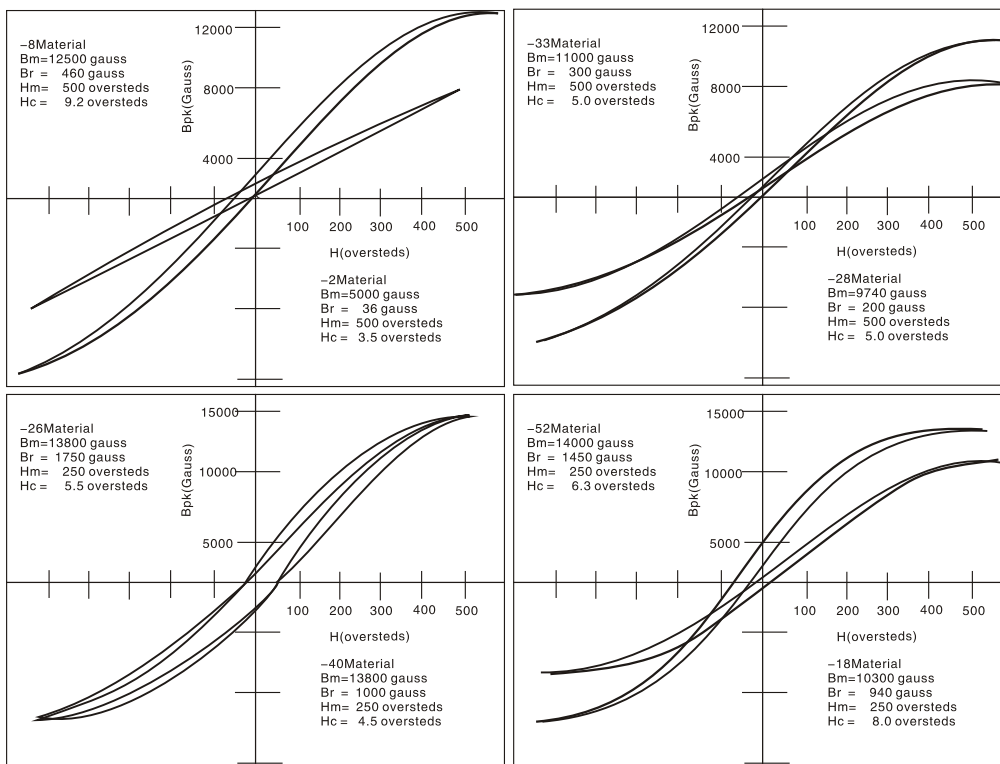 -8Material
Bm=12500 gauss
Br = 460 gauss
Hm= 500 oversteds
Hc = 9.2 oversteds
Bpk(Gauss)
12000
8000
4000
100 200 300 400 500
H(oversteds)
-2Material
Bm=5000 gauss
Br = 36 gauss
Hm= 500 oversteds
Hc = 3.5 oversteds
-33Material
Bm=11000 gauss
Br = 300 gauss
Hm= 500 oversteds
Hc = 5.0 oversteds
Bpk(Gauss)
12000
8000
4000
100 200 300 400 500
H(oversteds)
-28Material
Bm=9740 gauss
Br = 200 gauss
Hm= 500 oversteds
Hc = 5.0 oversteds
-26Material
Bm=13800 gauss
Br = 1750 gauss
Hm= 250 oversteds
Hc = 5.5 oversteds
Bpk(Gauss)
15000
10000
5000
100 200 300 400 500
H(oversteds)
-40Material
Bm=13800 gauss
Br = 1000 gauss
Hm= 250 oversteds
Hc = 4.5 oversteds
-52Material
Bm=14000 gauss
Br = 1450 gauss
Hm= 250 oversteds
Hc = 6.3 oversteds
Bpk(Gauss)
15000
10000
5000
100 200 300 400 500
H(oversteds)
-18Material
Bm=10300 gauss
Br = 940 gauss
Hm= 250 oversteds
Hc = 8.0 oversteds